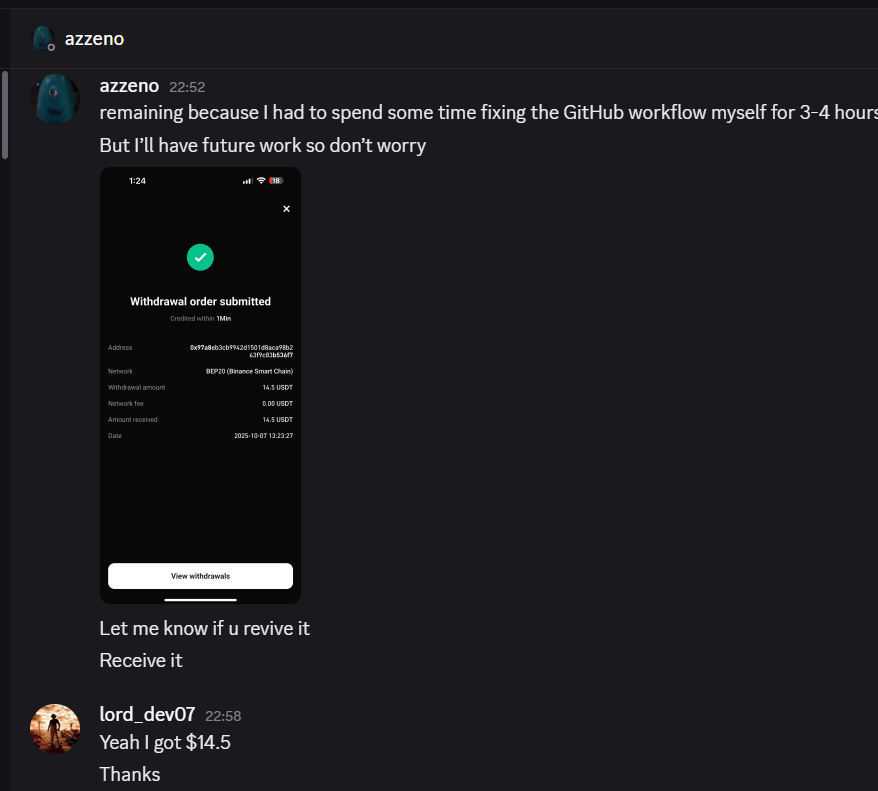 azzeno
azzeno 22:52
remaining because I had to spend some time fixing the GitHub workflow myself for 3-4 hours
But I'll have future work so don't worry
1:24
18
Withdrawal order submitted
Credited within 1Min
Address 0x97a8eb3cb9942d1501d8aca98b2
63f9c83b536f7
Network BEP20 (Binance Smart Chain)
Withdrawal amount 14.5 USDT
Network fee 0.00 USDT
Amount received 14.5 USDT
Date 2025-10-07 13:23:27
View withdrawals
Let me know if u revive it
Receive it
lord_dev07 22:58
Yeah I got $14.5
Thanks